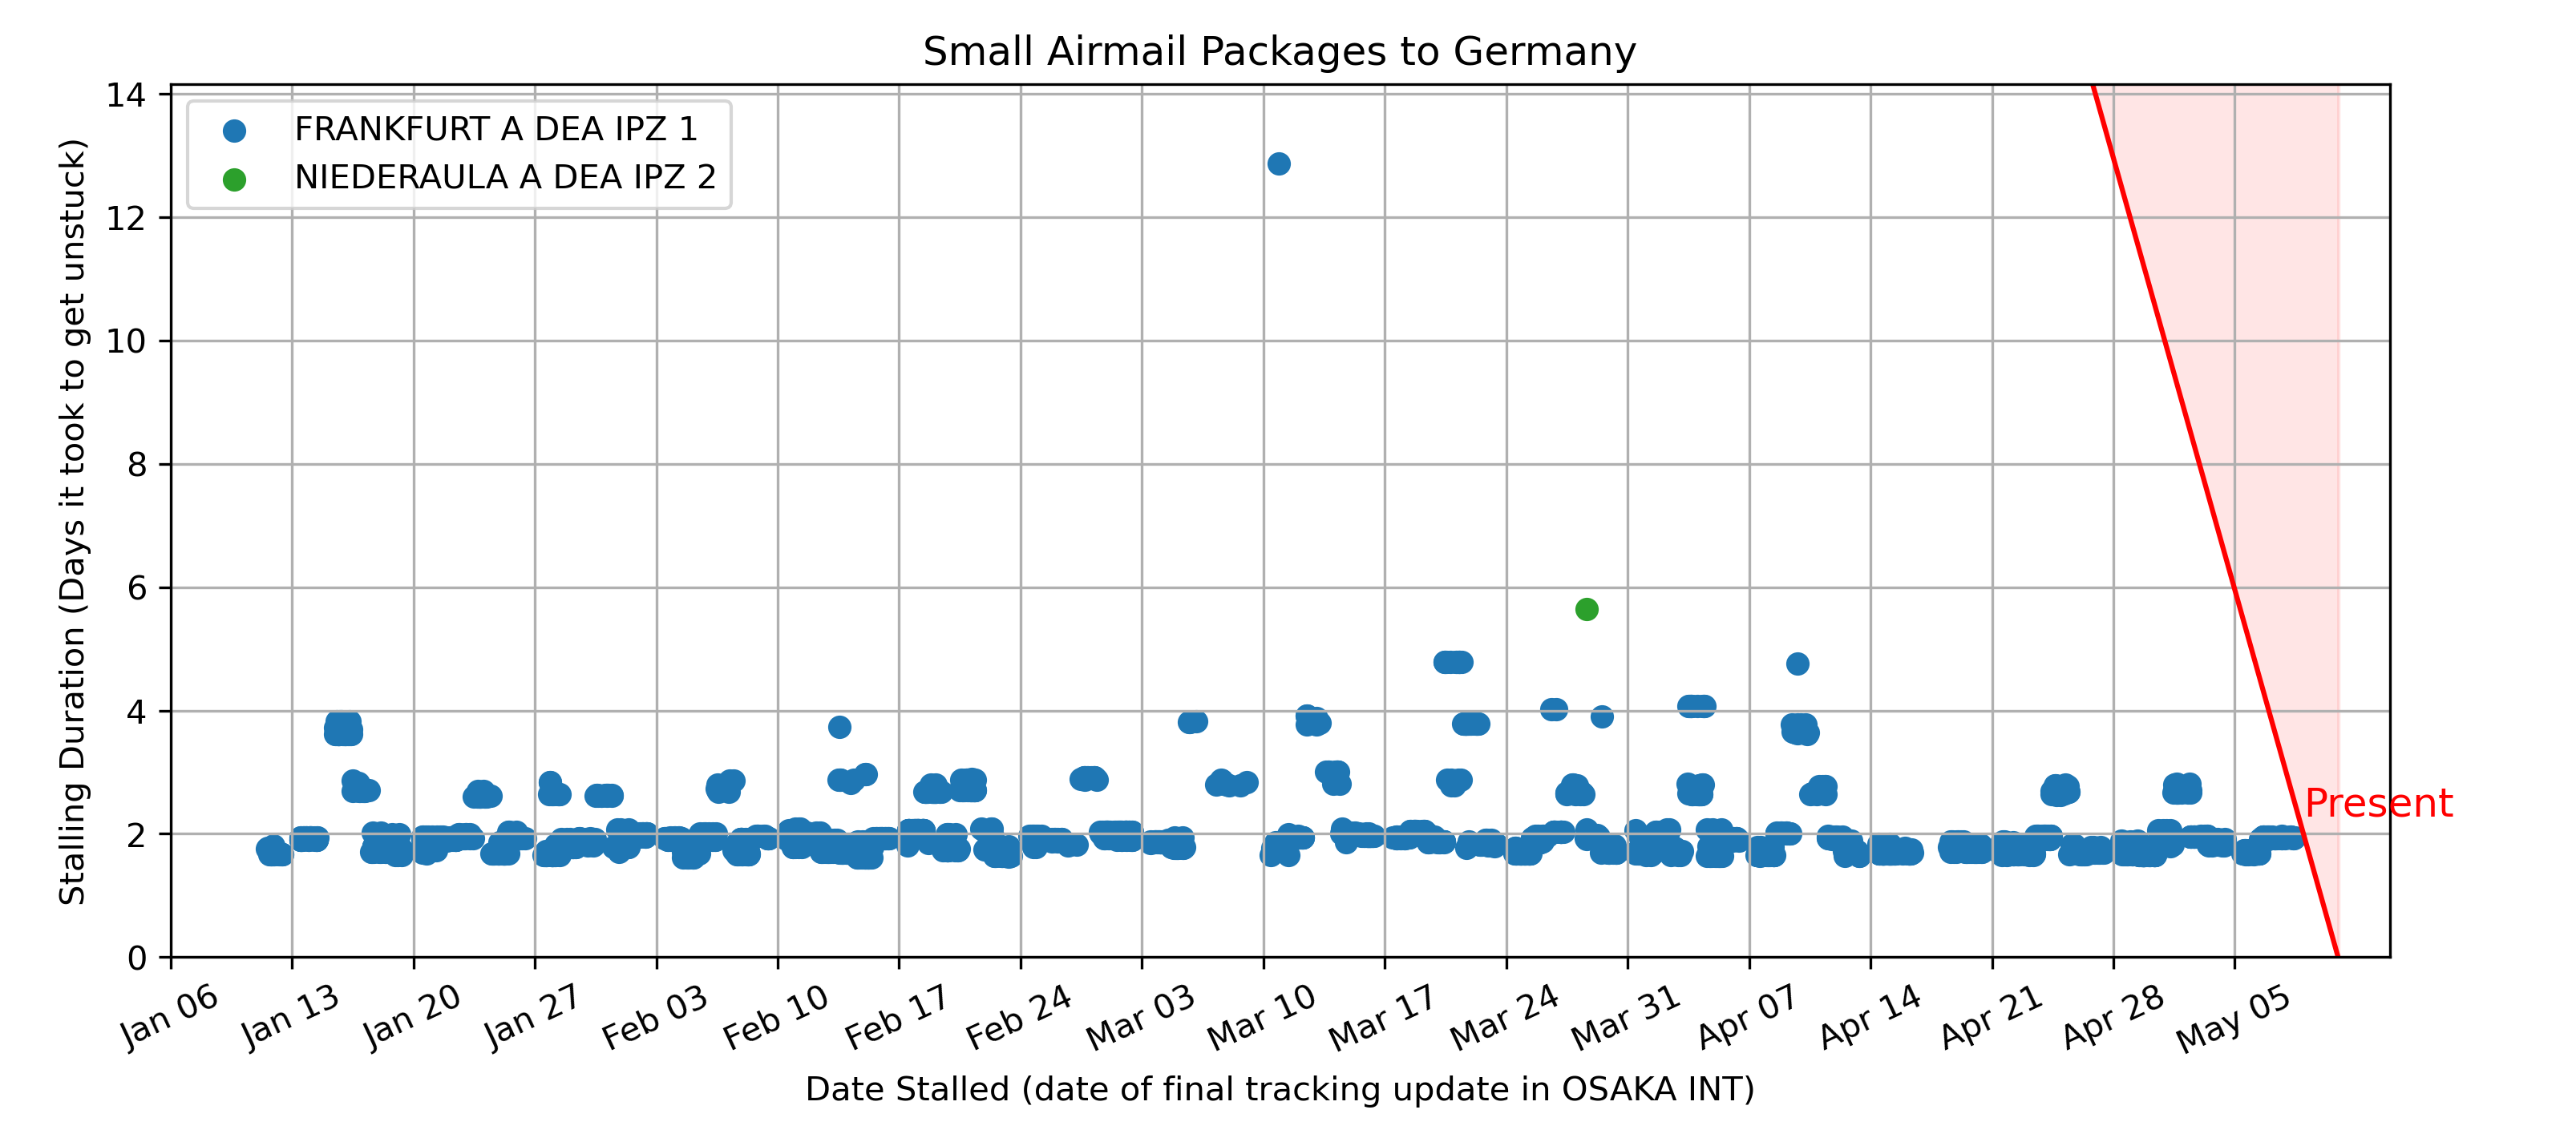 Small Airmail Packages to Germany
FRANKFURT A DEA IPZ 1
NIEDERAULA A DEA IPZ 2
Stalling Duration (Days it took to get unstuck)
14
12
10
8
6
4
2
0
Present
Jan 06
Jan 13
Jan 20
Jan 27
Feb 03
Feb 10
Feb 17
Feb 24
Mar 03
Mar 10
Mar 17
Mar 24
Mar 31
Apr 07
Apr 14
Apr 21
Apr 28
May 05
Date Stalled (date of final tracking update in OSAKA INT)